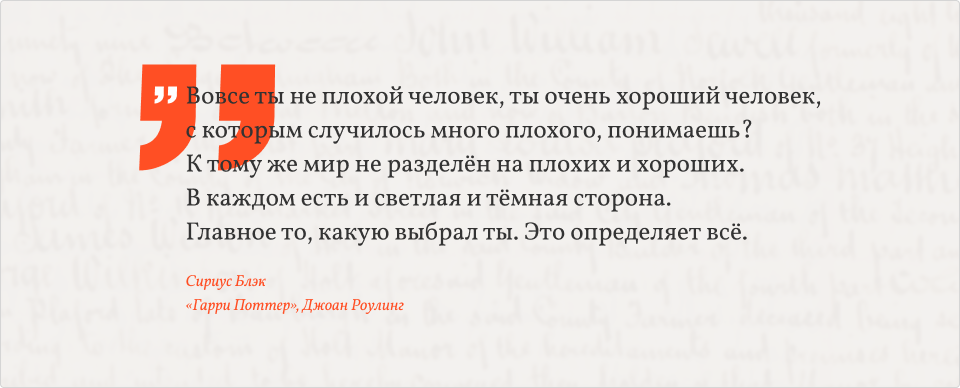 Вовсе ты не плохой человек, ты очень хороший человек,
с которым случилось много плохого, понимаешь?
К тому же мир не разделён на плохих и хороших.
В каждом есть и светлая и тёмная сторона.
Главное то, какую выбрал ты. Это определяет всё.
Сириус Блэк
«Гарри Поттер», Джоан Роулинг